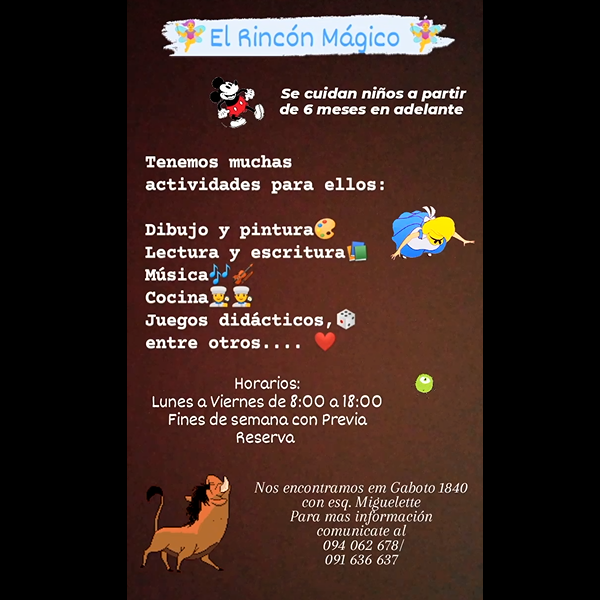 El Rincón Mágico
Se cuidan niños a partir
de 6 meses en adelante
Tenemos muchas
actividades para ellos:
Dibujo y pintura🎨
Lectura y escritura📚
Música🎶🎻
Cocina👨‍🍳👨‍🍳
Juegos didácticos,🎲
entre otros.... ❤️
Horarios:
Lunes a Viernes de 8:00 a 18:00
Fines de semana con Previa
Reserva
Nos encontramos em Gaboto 1840
con esq. Miguelette
Para mas información
comunicate al
094 062 678/
091 636 637